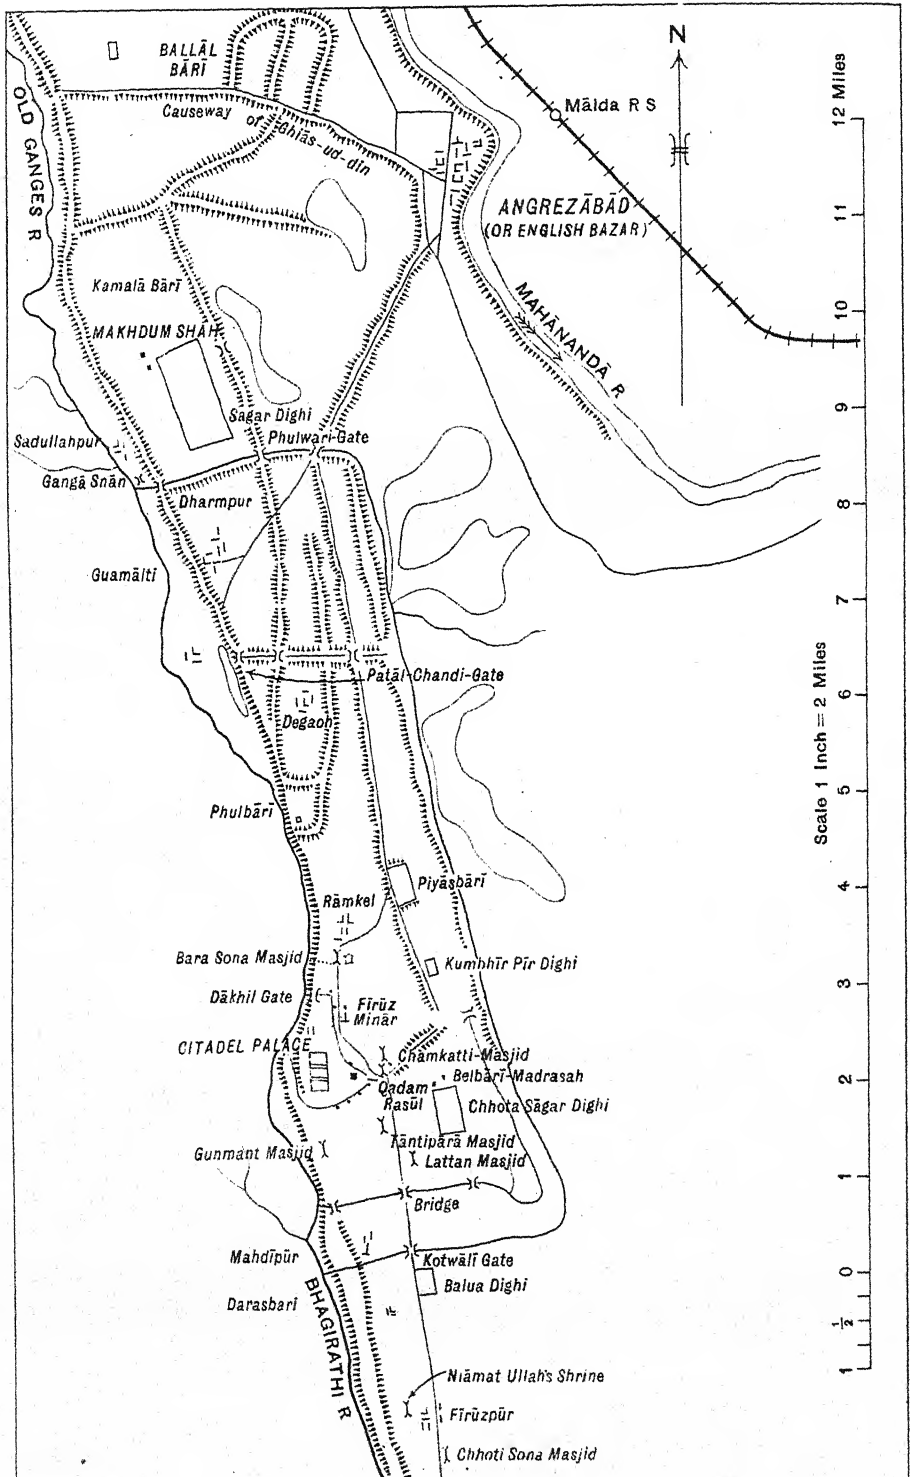 N
BALLĀL
BĀRĪ
Mālda R S
12 Miles
Causeway of Ghiās-ud-din
OLD GANGES R
ANGREZĀBĀD
(OR ENGLISH BAZAR)
11
Kamalā Bārī
MAHĀNANDĀ R
10
MAKHDUM SHAH
Sagar Dighi
9
Phulwari-Gate
Sadullahpur
Gangā Snān
Dharmpur
8
Guamālti
7
Patāl-Chandi-Gate
6
Degaon
Scale 1 Inch = 2 Miles
Phulbārī
5
Piyāsbārī
4
Rāmkel
Bara Sona Masjid
Kumbhīr Pīr Dighi
3
Dākhil Gate
Fīrūz
Minār
CITADEL PALACE
Chamkatti-Masjid
Belbārī-Madrasah
2
Qadam
Rasūl
Chhota Sāgar Dighi
Tāntipārā Masjid
Gunmant Masjid
Lattan Masjid
1
Bridge
Mahdīpūr
Kotwālī Gate
0
Balua Dighi
Darasbari
BHAGIRATHI R
½
1
Niāmat Ullah's Shrine
Fīrūzpūr
Chhoti Sona Masjid